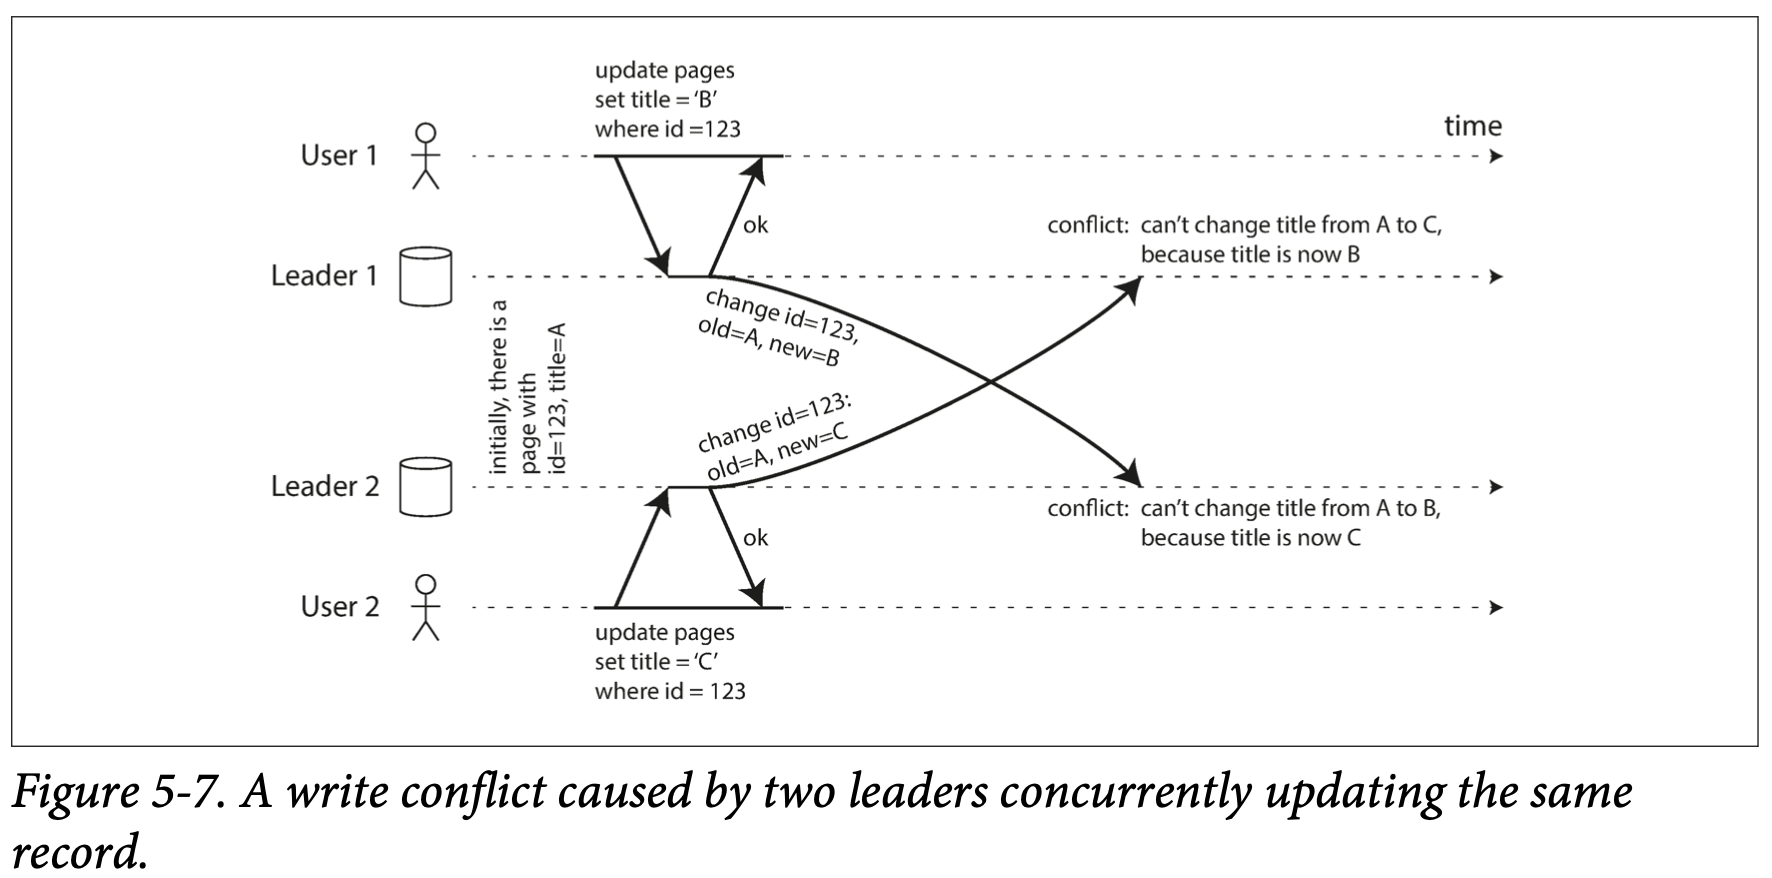 update pages
set title = ‘B’
where id =123
time
User 1
ok
conflict: can’t change title from A to C,
because title is now B
Leader 1
change id=123,
old=A, new=B
initially, there is a
page with
id=123, title=A
change id=123:
old=A, new=C
Leader 2
conflict: can’t change title from A to B,
because title is now C
ok
User 2
update pages
set title = ‘C’
where id = 123
Figure 5-7. A write conflict caused by two leaders concurrently updating the same
record.